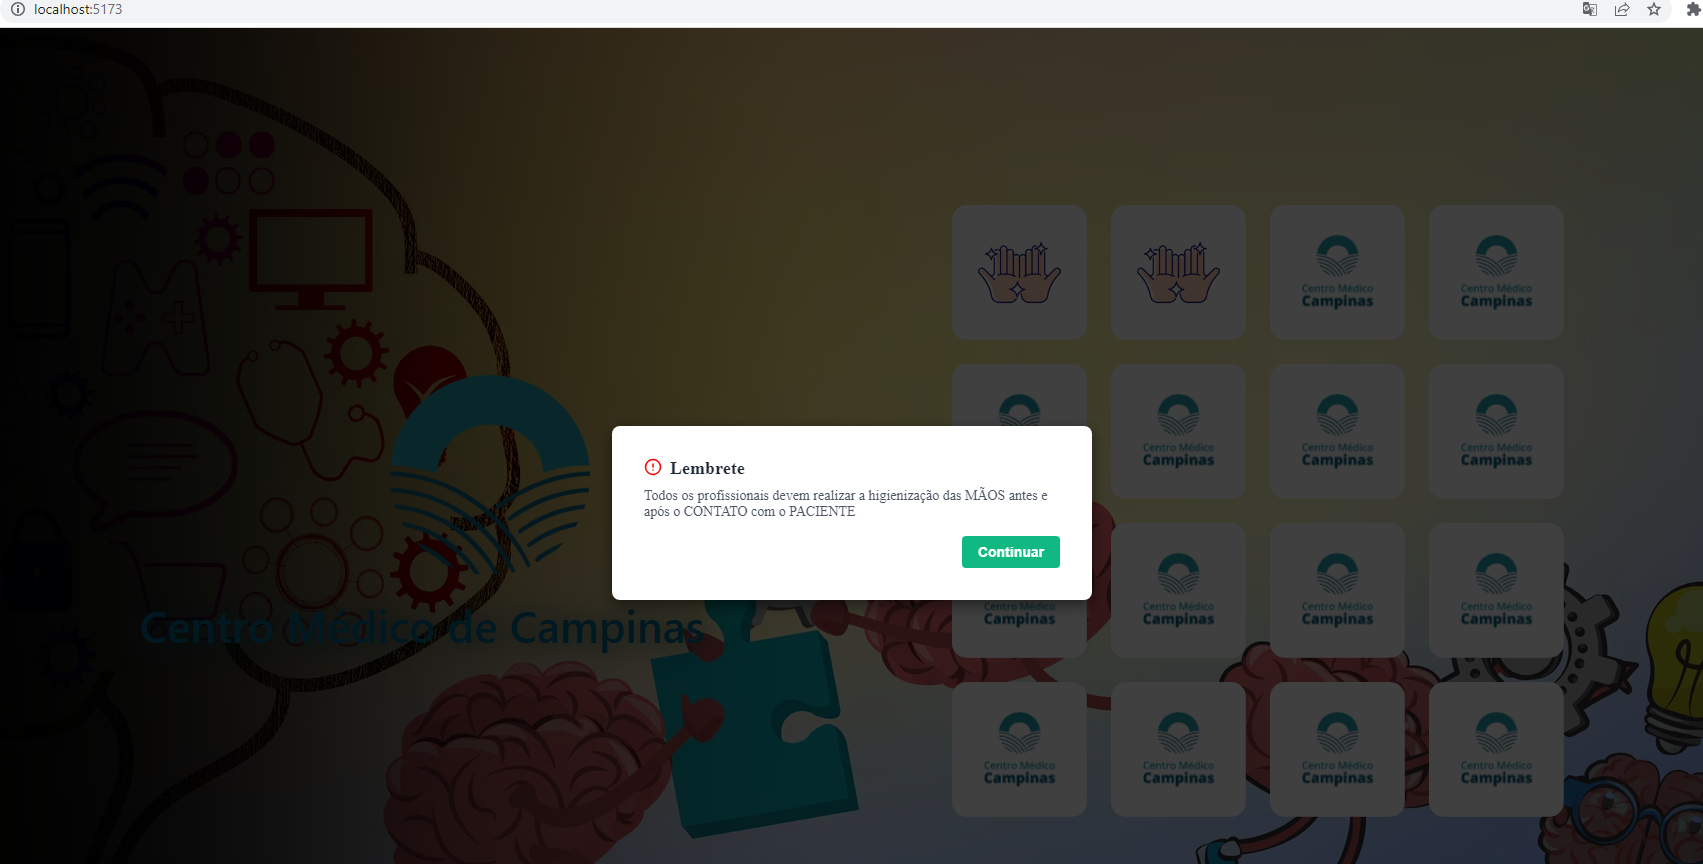 localhost:5173
Centro Médico
Campinas
Centro Médico
Campinas
Lembrete
Todos os profissionais devem realizar a higienização das MÃOS antes e
após o CONTATO com o PACIENTE
Continuar
Centro Médico
Campinas
Centro Médico
Campinas
Centro Médico
Campinas
Centro Médico de Campinas
Centro Médico
Campinas
Centro Médico
Campinas
Centro Médico
Campinas
Centro Médico
Campinas
Centro Médico
Campinas
Centro Médico
Campinas
Centro Médico
Campinas
Centro Médico
Campinas